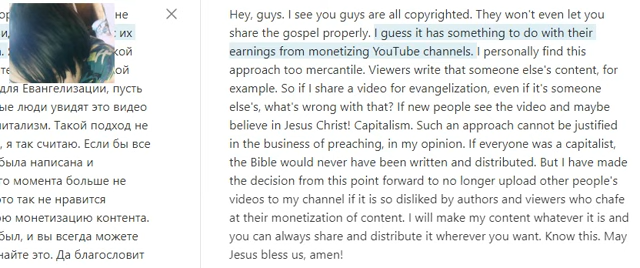 не
их
кой
ой
для Евангелизации, пусть
ые люди увидят это видео
питализм. Такой подход не
, я так считаю. Если бы все
была написана и
го момента больше не
то так не нравится
ою монетизацию контента.
был, и вы всегда можете
найте это. Да благословит
Hey, guys. I see you guys are all copyrighted. They won't even let you
share the gospel properly. I guess it has something to do with their
earnings from monetizing YouTube channels. I personally find this
approach too mercantile. Viewers write that someone else's content, for
example. So if I share a video for evangelization, even if it's someone
else's, what's wrong with that? If new people see the video and maybe
believe in Jesus Christ! Capitalism. Such an approach cannot be justified
in the business of preaching, in my opinion. If everyone was a capitalist,
the Bible would never have been written and distributed. But I have made
the decision from this point forward to no longer upload other people's
videos to my channel if it is so disliked by authors and viewers who chafe
at their monetization of content. I will make my content whatever it is and
you can always share and distribute it wherever you want. Know this. May
Jesus bless us, amen!